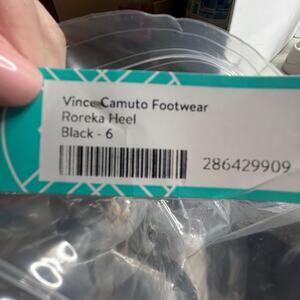 Vince Camuto Footwear
Roreka Heel
Black - 6
286429909